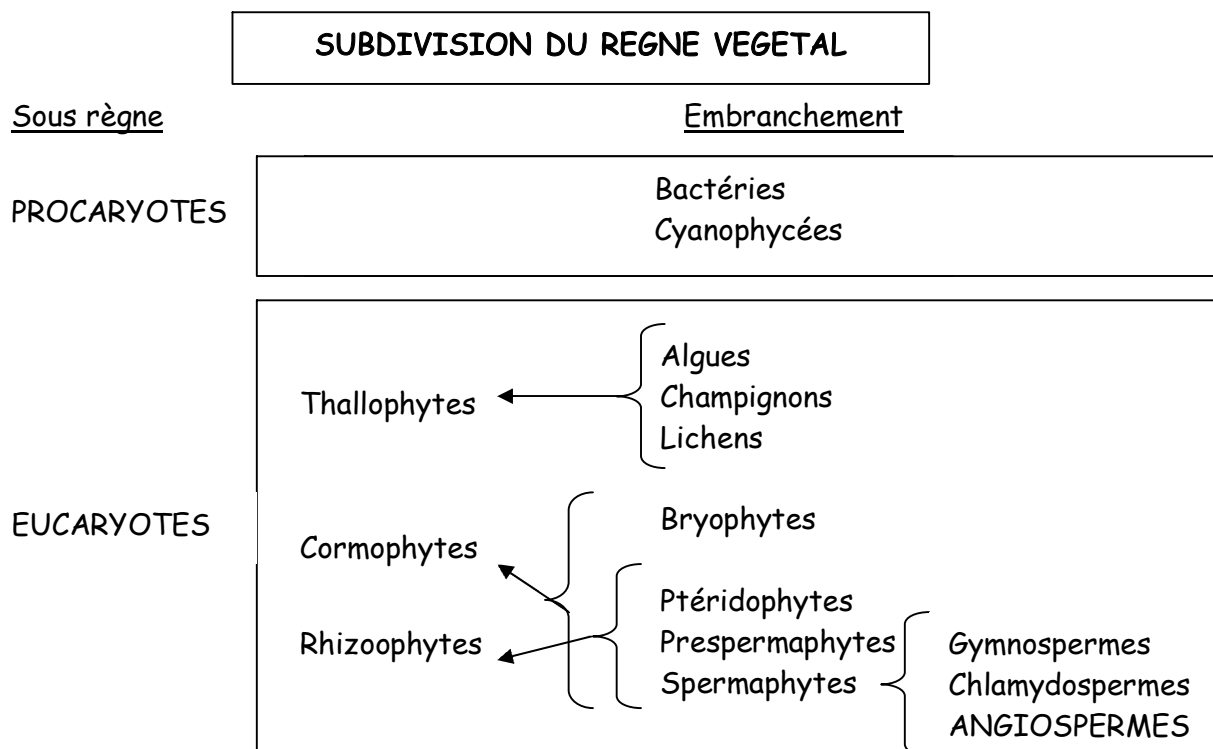 SUBDIVISION DU REGNE VEGETAL
Sous règne Embranchement
PROCARYOTES
Bactéries
Cyanophycées
EUCARYOTES
Thallophytes
Algues
Champignons
Lichens
Cormophytes
Bryophytes
Rhizoophytes
Ptéridophytes
Prespermaphytes
Spermaphytes
Gymnospermes
Chlamydospermes
ANGIOSPERMES